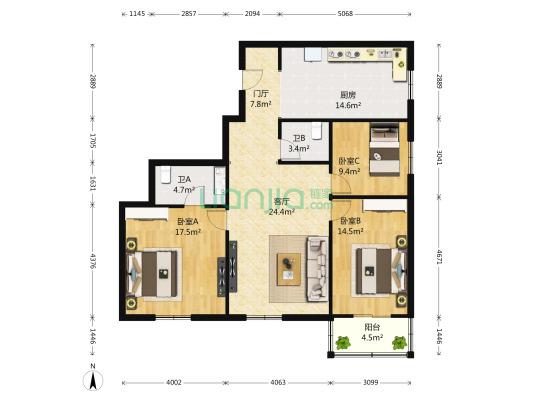 1145 2857 2094 5068
2889
1705
1631
4376
1446
2889
3041
4671
1446
门厅
7.8m²
厨房
14.6m²
卫B
3.4m²
卧室C
9.4m²
卫A
4.7m²
lianjia.com 链家
客厅
24.4m²
卧室A
17.5m²
卧室B
14.5m²
阳台
4.5m²
N
4002 4063 3099